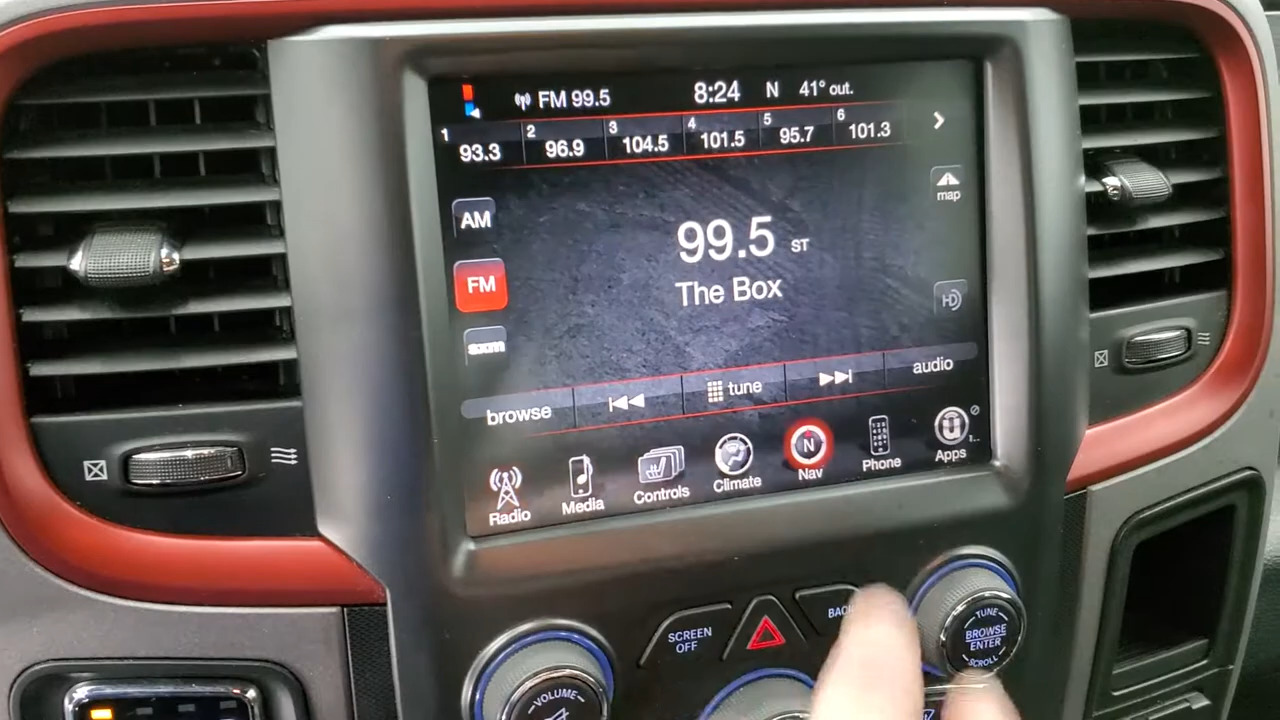 FM 99.5 8:24 N 41° out.
1 93.3 2 96.9 3 104.5 4 101.5 5 95.7 6 101.3
map
AM
99.5 ST
FM
The Box
HD
sxm
browse tune audio
Radio Media Controls Climate N Nav Phone Apps 1..
SCREEN
OFF
TUNE
BROWSE
ENTER
SCROLL
VOLUME